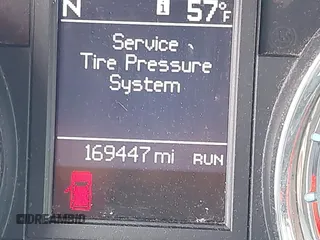 N i 57°F
Service
Tire Pressure
System
169447 mi RUN
DREAMBID